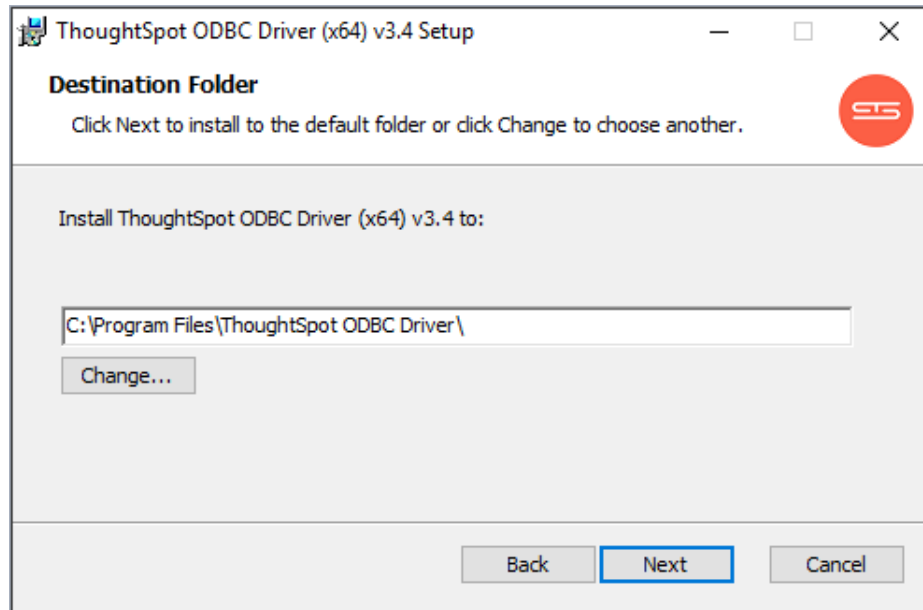 ThoughtSpot ODBC Driver (x64) v3.4 Setup
Destination Folder
Click Next to install to the default folder or click Change to choose another.
Install ThoughtSpot ODBC Driver (x64) v3.4 to:
C:\Program Files\ThoughtSpot ODBC Driver\
Change...
Back Next Cancel